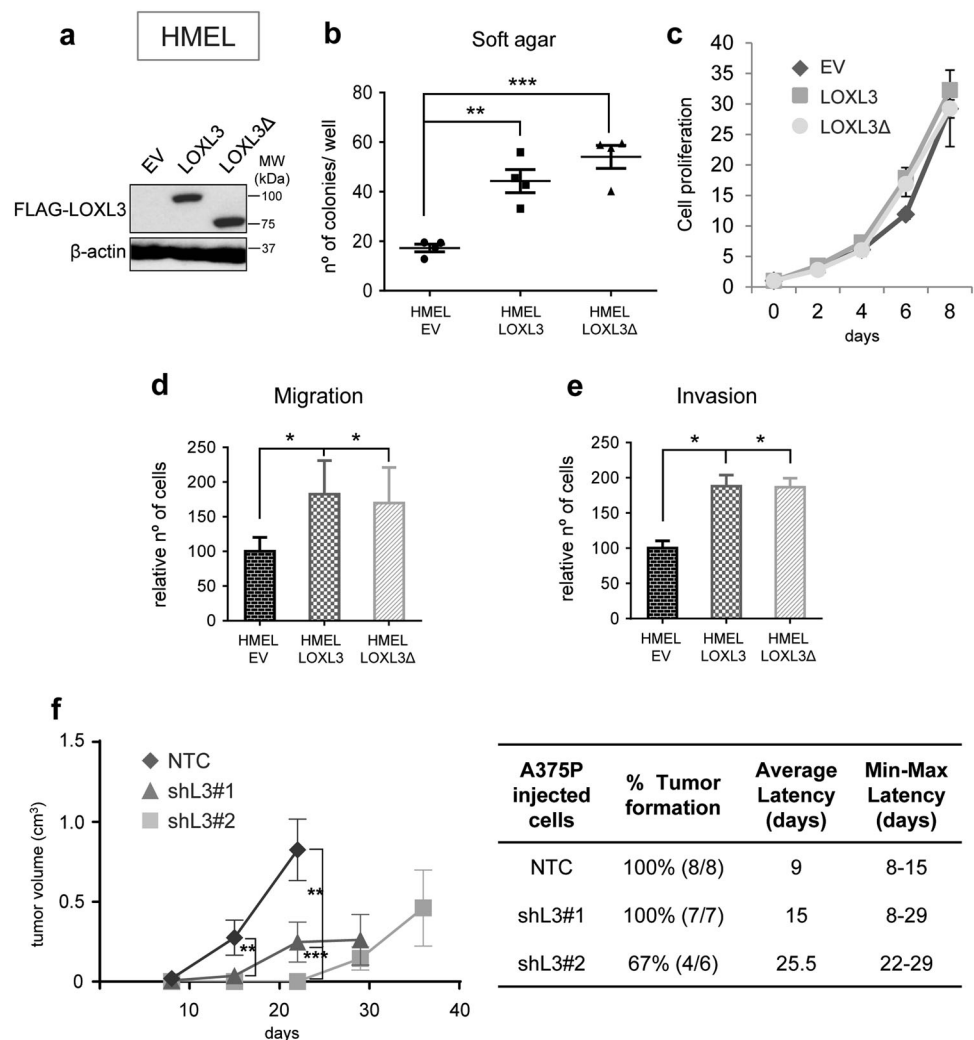 a
HMEL
EV
LOXL3
LOXL3Δ
MW
(kDa)
FLAG-LOXL3
100
75
β-actin
37
b
Soft agar
nº of colonies/ well
80
60
40
20
0
**
***
HMEL
EV
HMEL
LOXL3
HMEL
LOXL3Δ
c
Cell proliferation
40
35
30
25
20
15
10
5
0
EV
LOXL3
LOXL3Δ
0 2 4 6 8
days
d
Migration
relative nº of cells
250
200
150
100
50
0
* *
HMEL
EV
HMEL
LOXL3
HMEL
LOXL3Δ
e
Invasion
relative nº of cells
250
200
150
100
50
0
* *
HMEL
EV
HMEL
LOXL3
HMEL
LOXL3Δ
f
tumor volume (cm³)
1.5
1.0
0.5
0
NTC
shL3#1
shL3#2
**
**
***
10 20 30 40
days
A375P
injected
cells
% Tumor
formation
Average
Latency
(days)
Min-Max
Latency
(days)
NTC 100% (8/8) 9 8-15
shL3#1 100% (7/7) 15 8-29
shL3#2 67% (4/6) 25.5 22-29